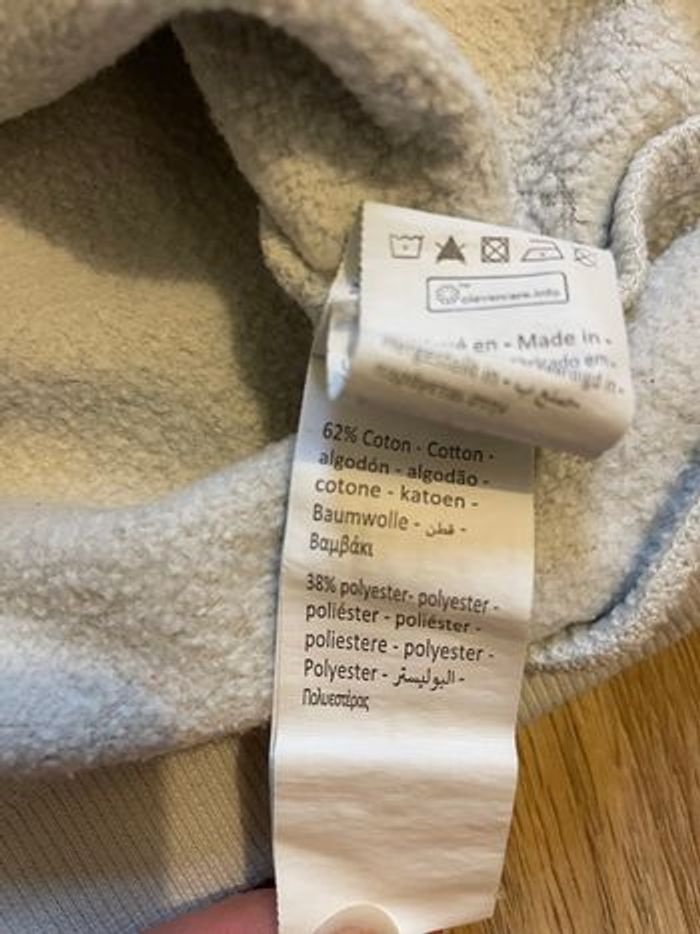 clevercare.info
en - Made in -
62% Coton - Cotton -
algodón - algodão -
cotone - katoen -
Baumwolle - قطن -
Βαμβάκι
38% polyester- polyester -
poliéster - poliéster -
poliestere - polyester -
Polyester - البوليستر -
Πολυεστέρας